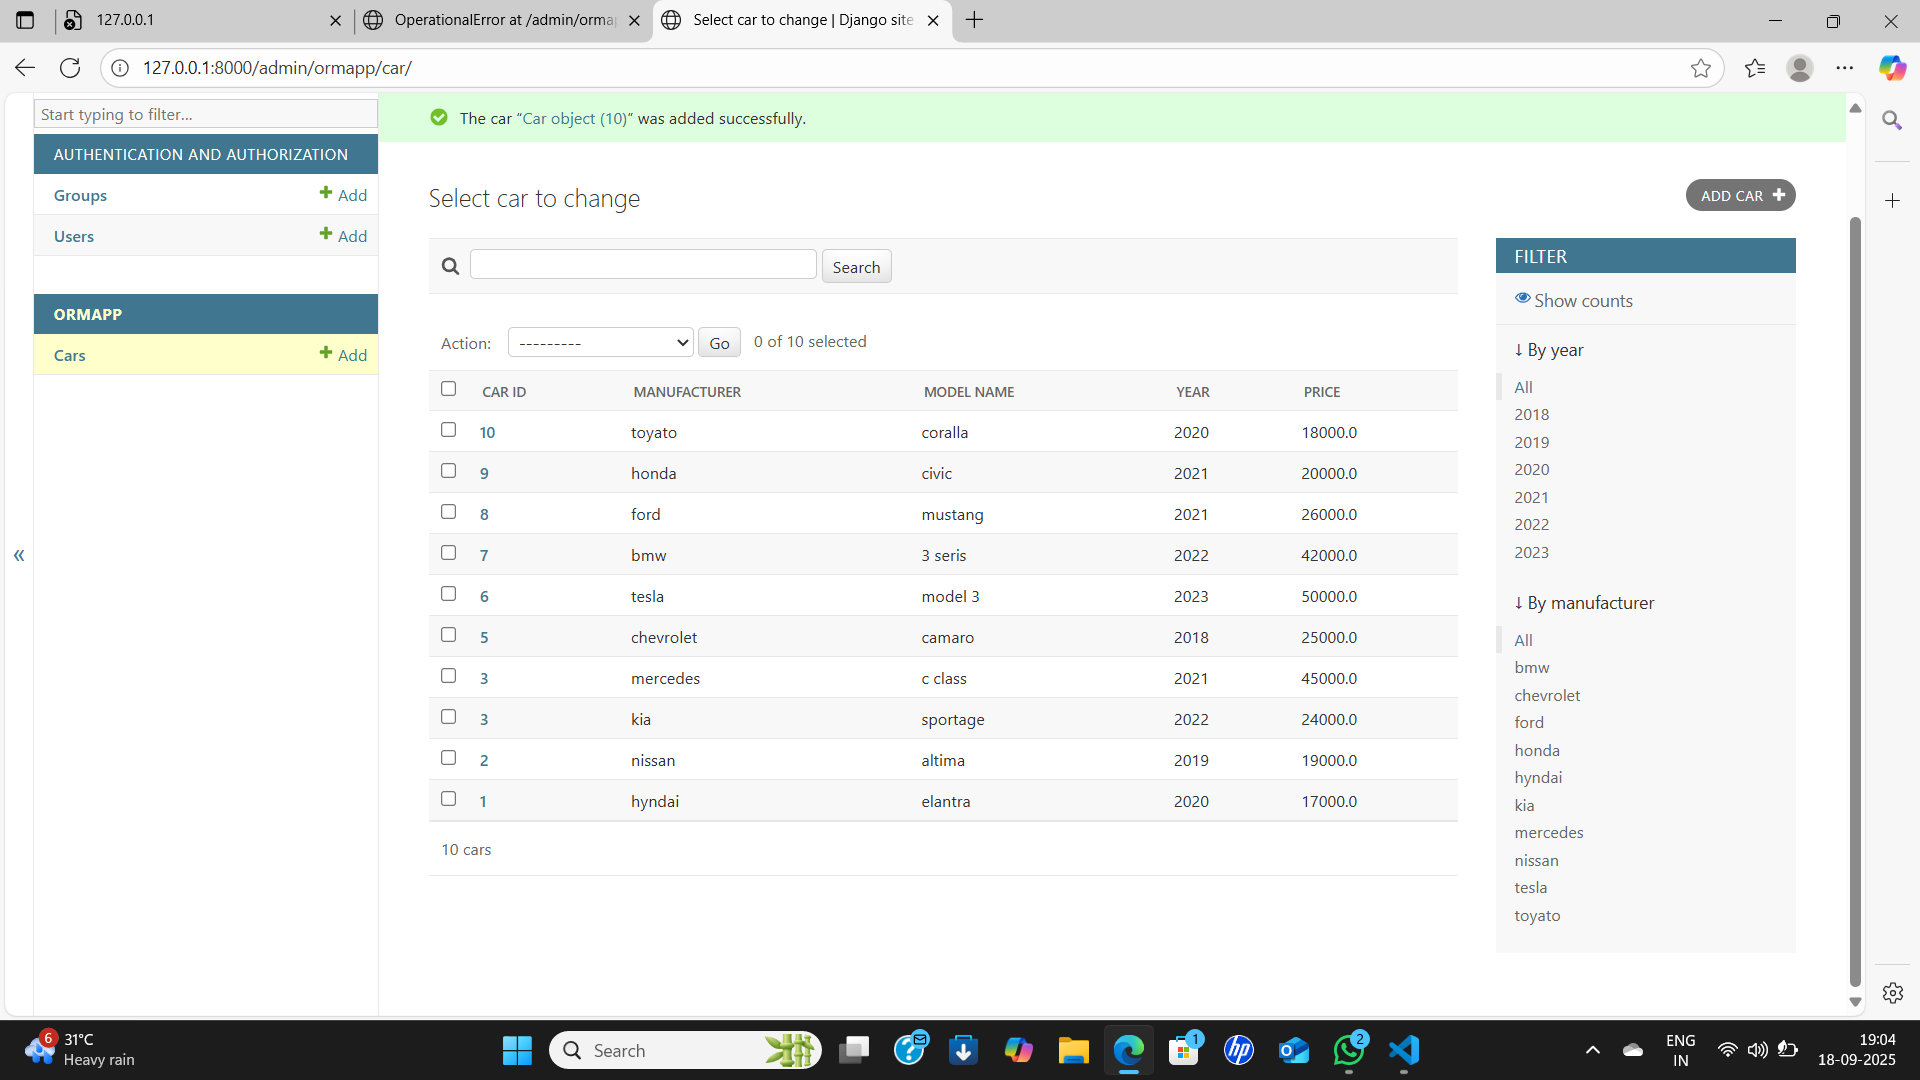 127.0.0.1
OperationalError at /admin/orma
Select car to change | Django site
127.0.0.1:8000/admin/ormapp/car/
Start typing to filter...
AUTHENTICATION AND AUTHORIZATION
Groups Add
Users Add
ORMAPP
Cars Add
«
The car “Car object (10)” was added successfully.
Select car to change
ADD CAR
Search
Action: --------- Go 0 of 10 selected
CAR ID MANUFACTURER MODEL NAME YEAR PRICE
10 toyato coralla 2020 18000.0
9 honda civic 2021 20000.0
8 ford mustang 2021 26000.0
7 bmw 3 seris 2022 42000.0
6 tesla model 3 2023 50000.0
5 chevrolet camaro 2018 25000.0
3 mercedes c class 2021 45000.0
3 kia sportage 2022 24000.0
2 nissan altima 2019 19000.0
1 hyndai elantra 2020 17000.0
10 cars
FILTER
Show counts
↓ By year
All
2018
2019
2020
2021
2022
2023
↓ By manufacturer
All
bmw
chevrolet
ford
honda
hyndai
kia
mercedes
nissan
tesla
toyato
6
31°C
Heavy rain
Search
1
hp
2
ENG
IN
19:04
18-09-2025